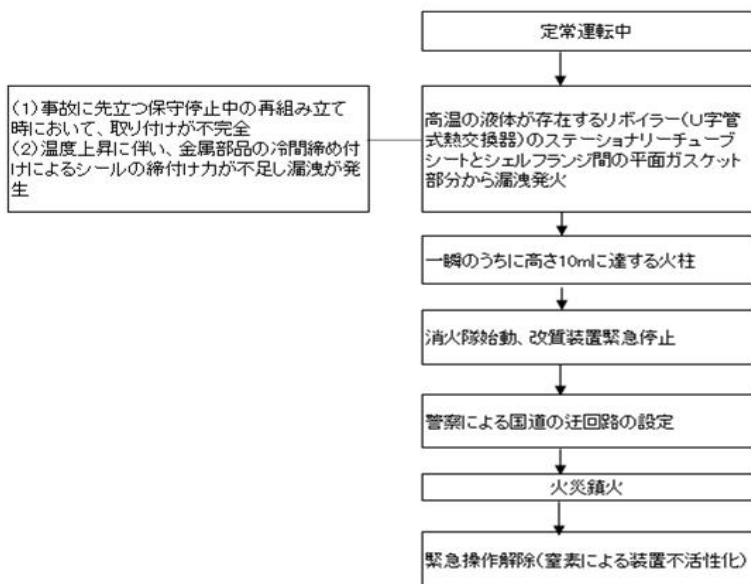 定常運転中
(1)事故に先立つ保守停止中の再組み立て
時において、取り付けが不完全
(2)温度上昇に伴い、金属部品の冷間締め付
けによるシールの締付け力が不足し漏洩が発
生
高温の液体が存在するリボイラー(U字管
式熱交換器)のステーショナリーチューブ
シートとシェルフランジ間の平面ガスケット
部分から漏洩発火
一瞬のうちに高さ10mに達する火柱
消火隊始動、改質装置緊急停止
警察による国道の迂回路の設定
火災鎮火
緊急操作解除(窒素による装置不活性化)